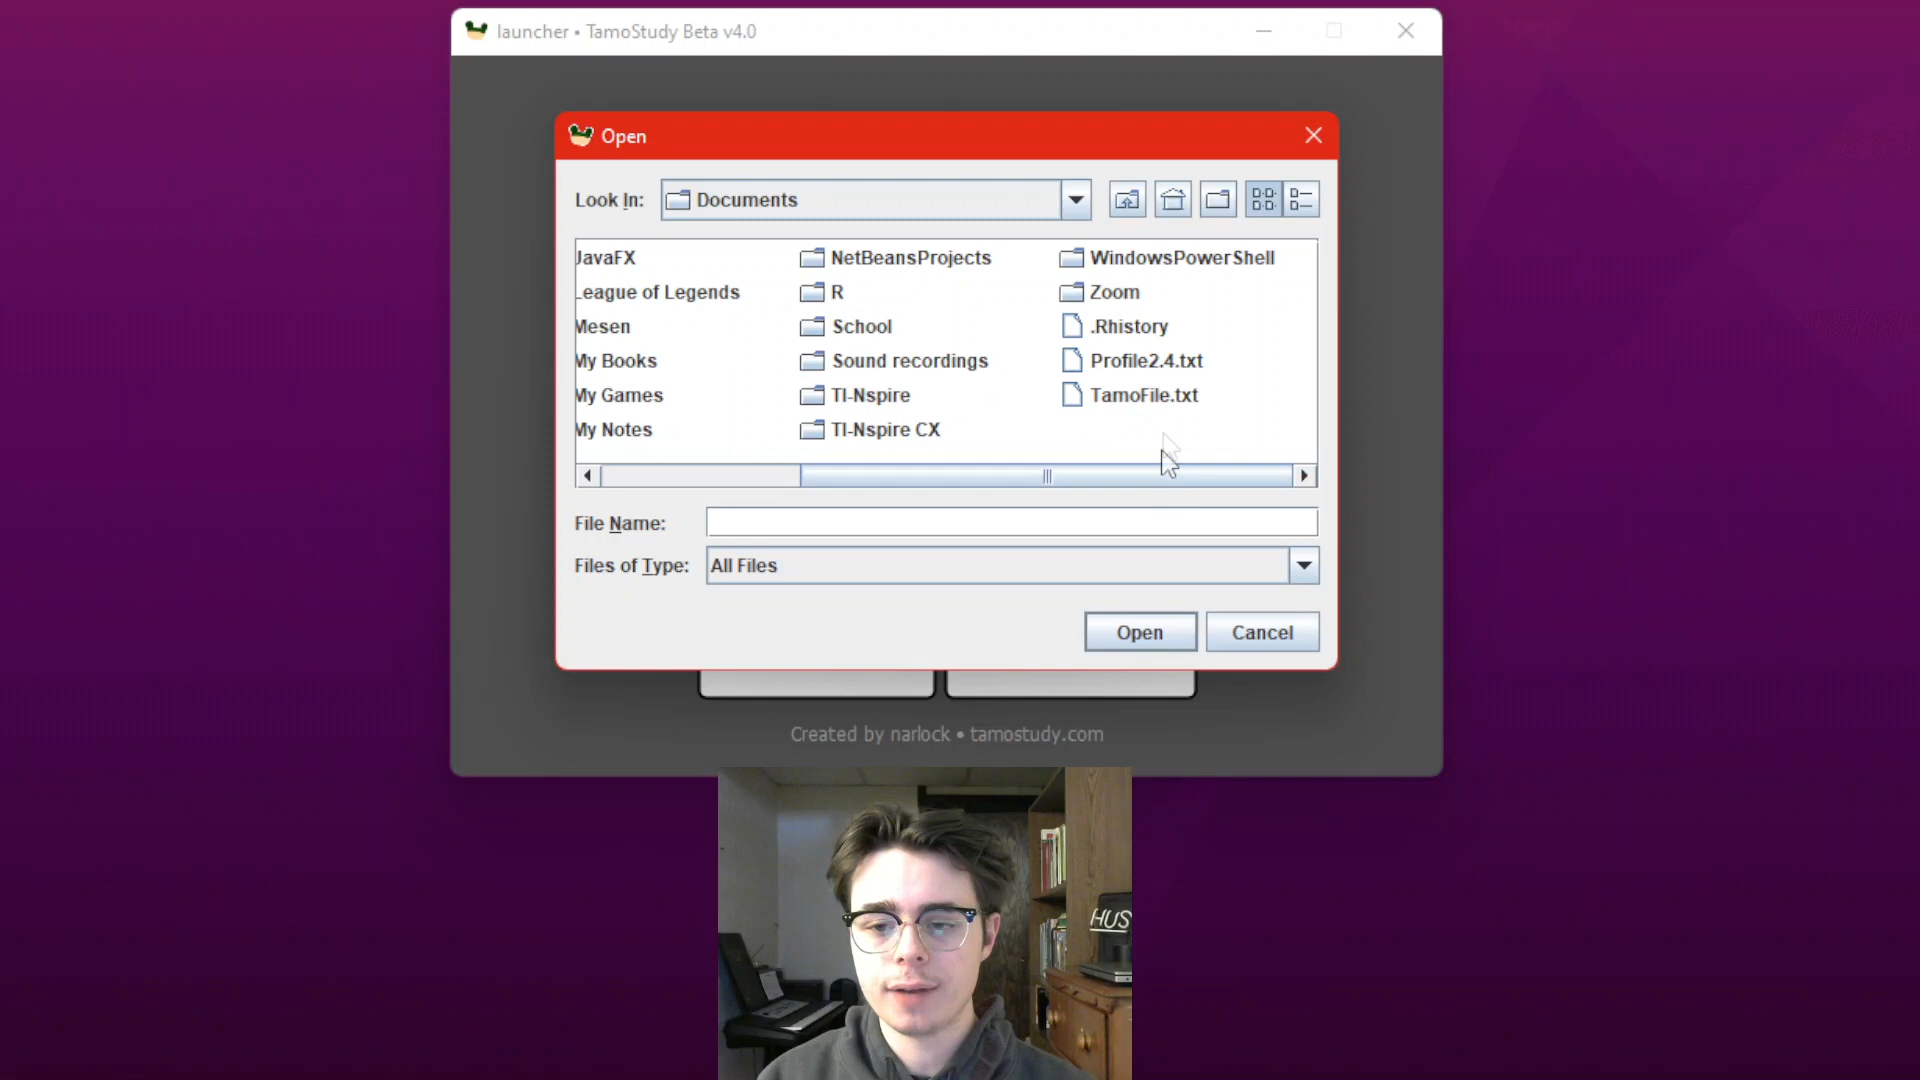 launcher • TamoStudy Beta v4.0
Open
Look In:
Documents
JavaFX
League of Legends
Mesen
My Books
My Games
My Notes
NetBeansProjects
R
School
Sound recordings
TI-Nspire
TI-Nspire CX
WindowsPowerShell
Zoom
.Rhistory
Profile2.4.txt
TamoFile.txt
File Name:
Files of Type:
All Files
Open
Cancel
Created by narlock • tamostudy.com
HUS